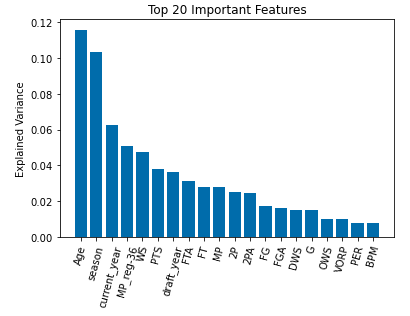 Top 20 Important Features
Explained Variance
0.12
0.10
0.08
0.06
0.04
0.02
0.00
Age
season
current_year
MP_reg-36
WS
PTS
draft_year
FTA
FT
MP
2P
2PA
FG
FGA
DWS
G
OWS
VORP
PER
BPM